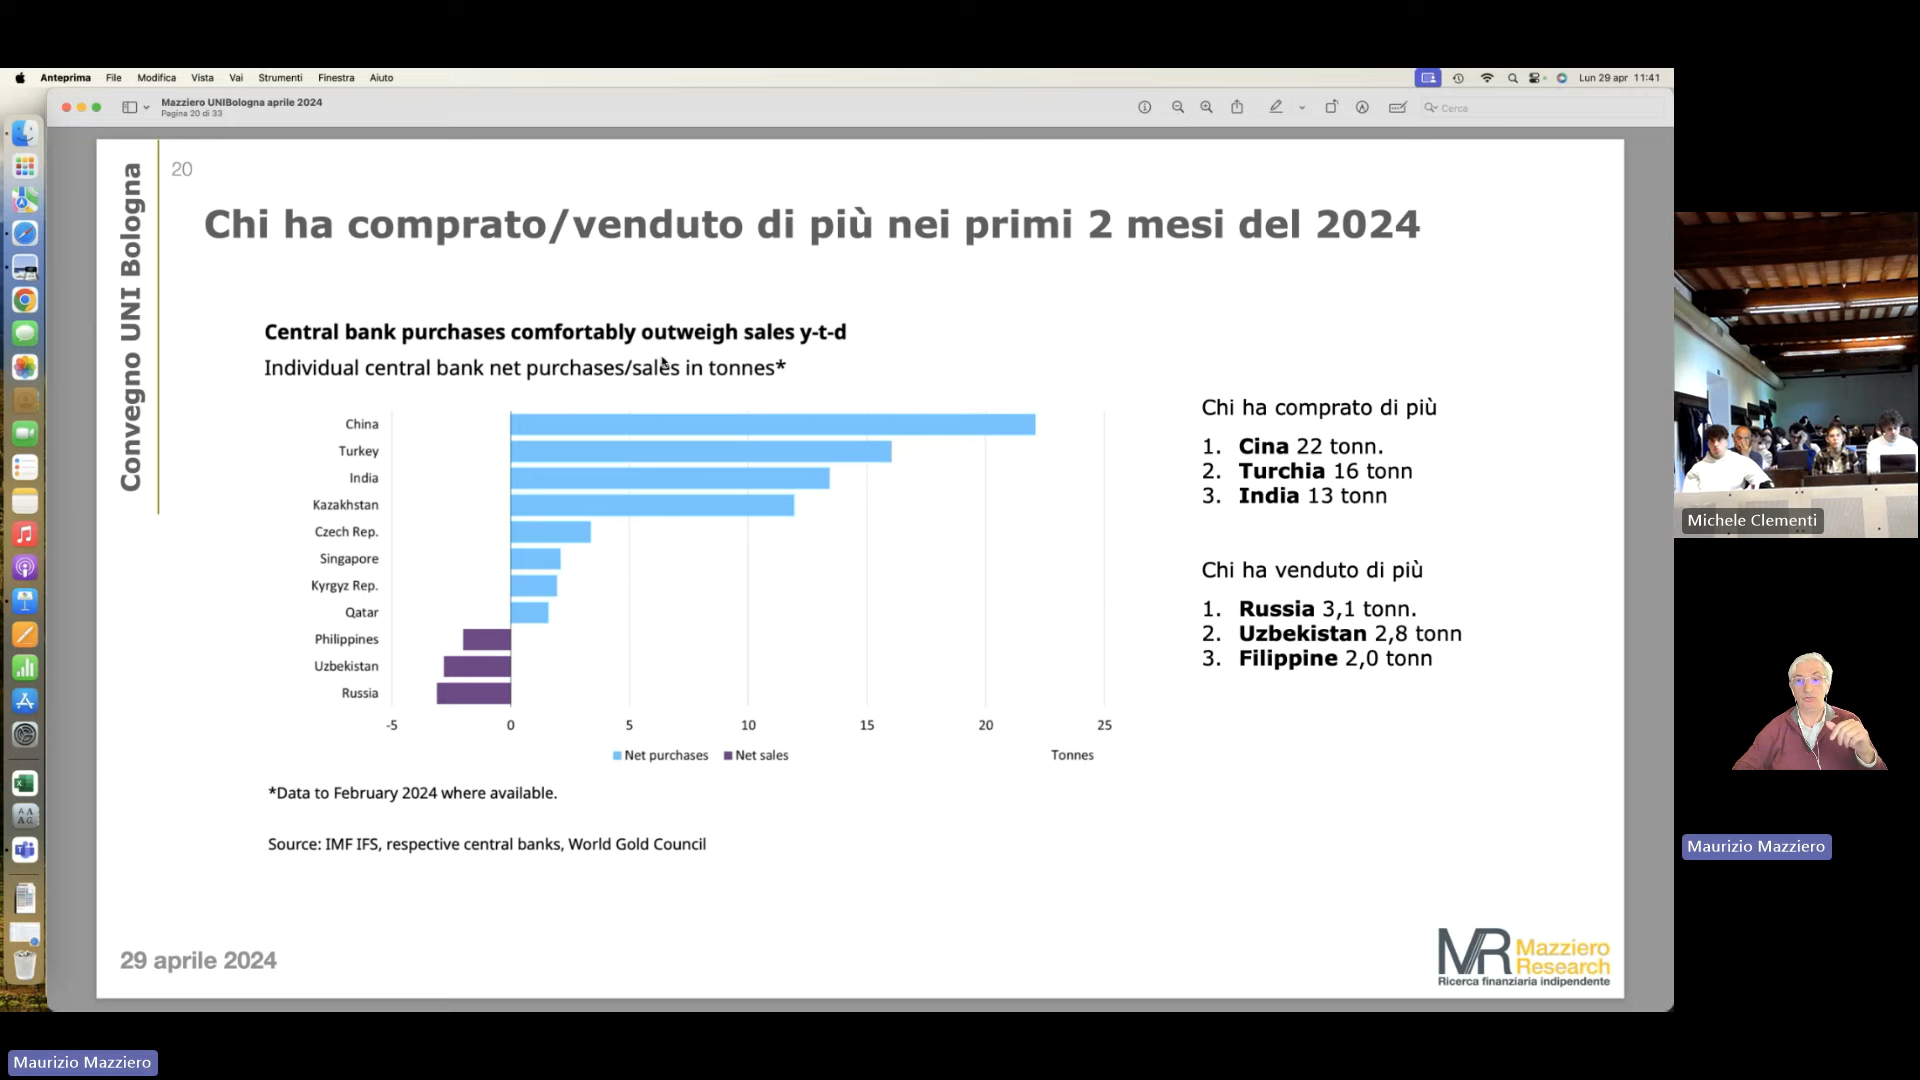 Anteprima File Modifica Vista Vai Strumenti Finestra Aiuto
Lun 29 apr 11:41
Mazziero UNIBologna aprile 2024
Pagina 20 di 33
Cerca
Convegno UNI Bologna
20
Chi ha comprato/venduto di più nei primi 2 mesi del 2024
Central bank purchases comfortably outweigh sales y-t-d
Individual central bank net purchases/sales in tonnes*
China
Turkey
India
Kazakhstan
Czech Rep.
Singapore
Kyrgyz Rep.
Qatar
Philippines
Uzbekistan
Russia
-5 0 5 10 15 20 25
Net purchases Net sales
Tonnes
*Data to February 2024 where available.
Source: IMF IFS, respective central banks, World Gold Council
Chi ha comprato di più
1. Cina 22 tonn.
2. Turchia 16 tonn
3. India 13 tonn
Chi ha venduto di più
1. Russia 3,1 tonn.
2. Uzbekistan 2,8 tonn
3. Filippine 2,0 tonn
29 aprile 2024
MR Mazziero
Research
Ricerca finanziaria indipendente
Michele Clementi
Maurizio Mazziero
Maurizio Mazziero